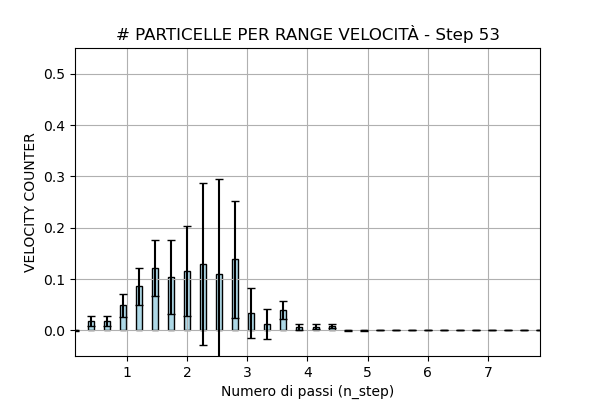 # PARTICELLE PER RANGE VELOCITÀ - Step 53
0.5
0.4
0.3
0.2
0.1
0.0
VELOCITY COUNTER
1 2 3 4 5 6 7
Numero di passi (n_step)